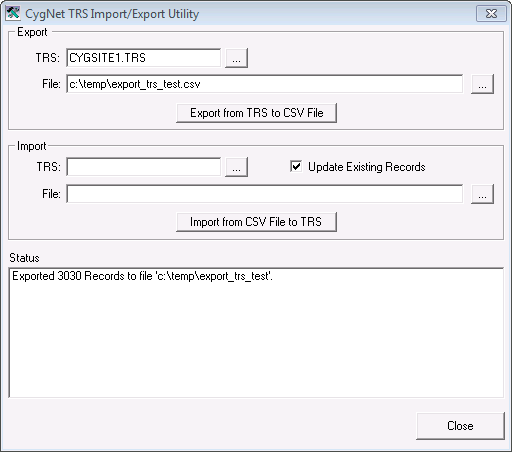 CygNet TRS Import/Export Utility
Export
TRS: CYGSITE1.TRS ...
File: c:\temp\export_trs_test.csv ...
Export from TRS to CSV File
Import
TRS: ... Update Existing Records
File: ...
Import from CSV File to TRS
Status
Exported 3030 Records to file 'c:\temp\export_trs_test'.
Close